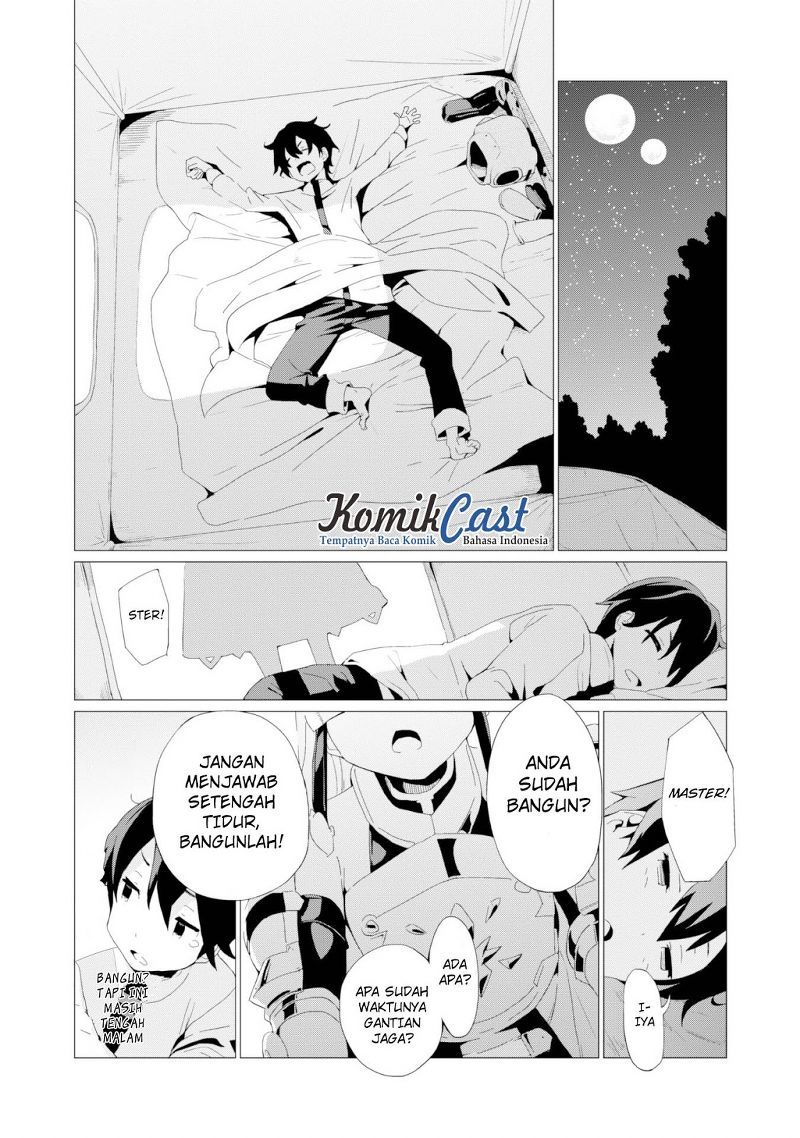 KomikCast
Tempatnya Baca Komik Bahasa Indonesia
STER!
MASTER!
I-
IYA
ANDA
SUDAH
BANGUN?
ADA
APA?
APA SUDAH
WAKTUNYA
GANTIAN
JAGA?
JANGAN
MENJAWAB
SETENGAH
TIDUR,
BANGUNLAH!
BANGUN?
TAPI INI
MASIH
TENGAH
MALAM